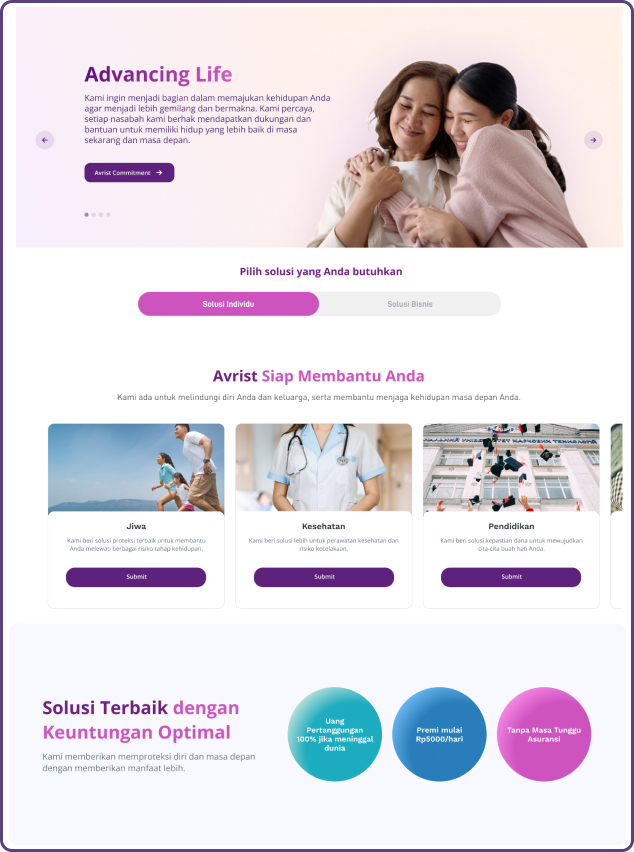 Advancing Life
Kami ingin menjadi bagian dalam memajukan kehidupan Anda
agar menjadi lebih gemilang dan bermakna. Kami percaya,
setiap nasabah kami berhak mendapatkan dukungan dan
bantuan untuk memiliki hidup yang lebih baik di masa
sekarang dan masa depan.
Avrist Commitment
Pilih solusi yang Anda butuhkan
Solusi Individu
Solusi Bisnis
Avrist Siap Membantu Anda
Kami ada untuk melindungi diri Anda dan keluarga, serta membantu menjaga kehidupan masa depan Anda.
Jiwa
Kami beri solusi proteksi terbaik untuk membantu
Anda melewati berbagai risiko tahap kehidupan.
Submit
Kesehatan
Kami beri solusi lebih untuk perawatan kesehatan dan
risiko kecelakaan.
Submit
Pendidikan
Kami beri solusi kepastian dana untuk mewujudkan
cita-cita buah hati Anda.
Submit
Solusi Terbaik dengan
Keuntungan Optimal
Kami memberikan memproteksi diri dan masa depan
dengan memberikan manfaat lebih.
Uang
Pertanggungan
100% jika meninggal
dunia
Premi mulai
Rp5000/hari
Tanpa Masa Tunggu
Asuransi